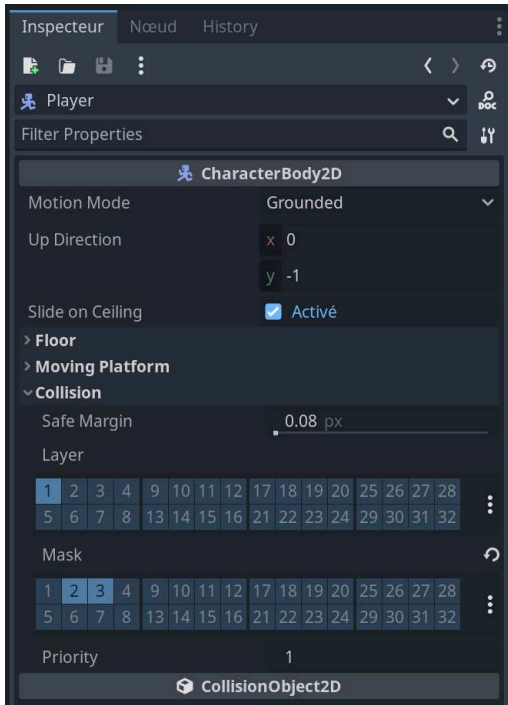 Inspecteur Nœud History
Player
DOC
Filter Properties
CharacterBody2D
Motion Mode Grounded
Up Direction x 0
y -1
Slide on Ceiling Activé
Floor
Moving Platform
Collision
Safe Margin 0.08 px
Layer
1 2 3 4 9 10 11 12 17 18 19 20 25 26 27 28
5 6 7 8 13 14 15 16 21 22 23 24 29 30 31 32
Mask
1 2 3 4 9 10 11 12 17 18 19 20 25 26 27 28
5 6 7 8 13 14 15 16 21 22 23 24 29 30 31 32
Priority 1
CollisionObject2D